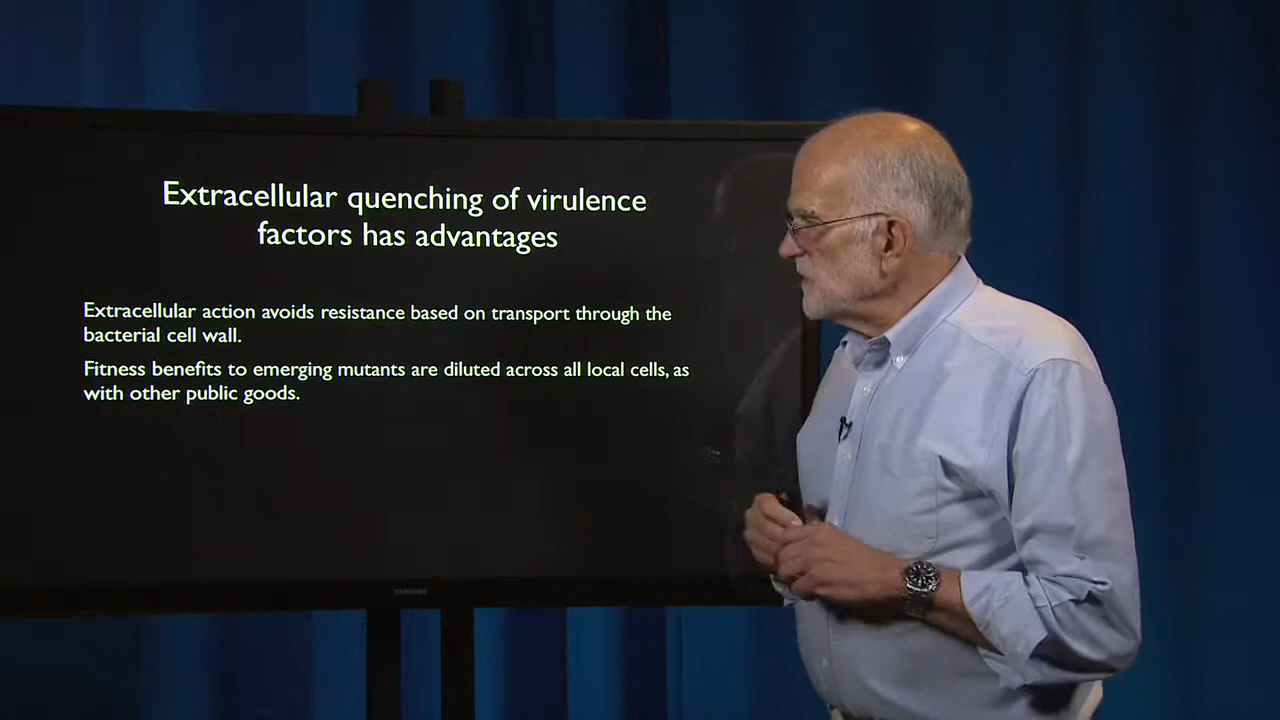 Extracellular quenching of virulence
factors has advantages
Extracellular action avoids resistance based on transport through the
bacterial cell wall.
Fitness benefits to emerging mutants are diluted across all local cells, as
with other public goods.
SAMSUNG